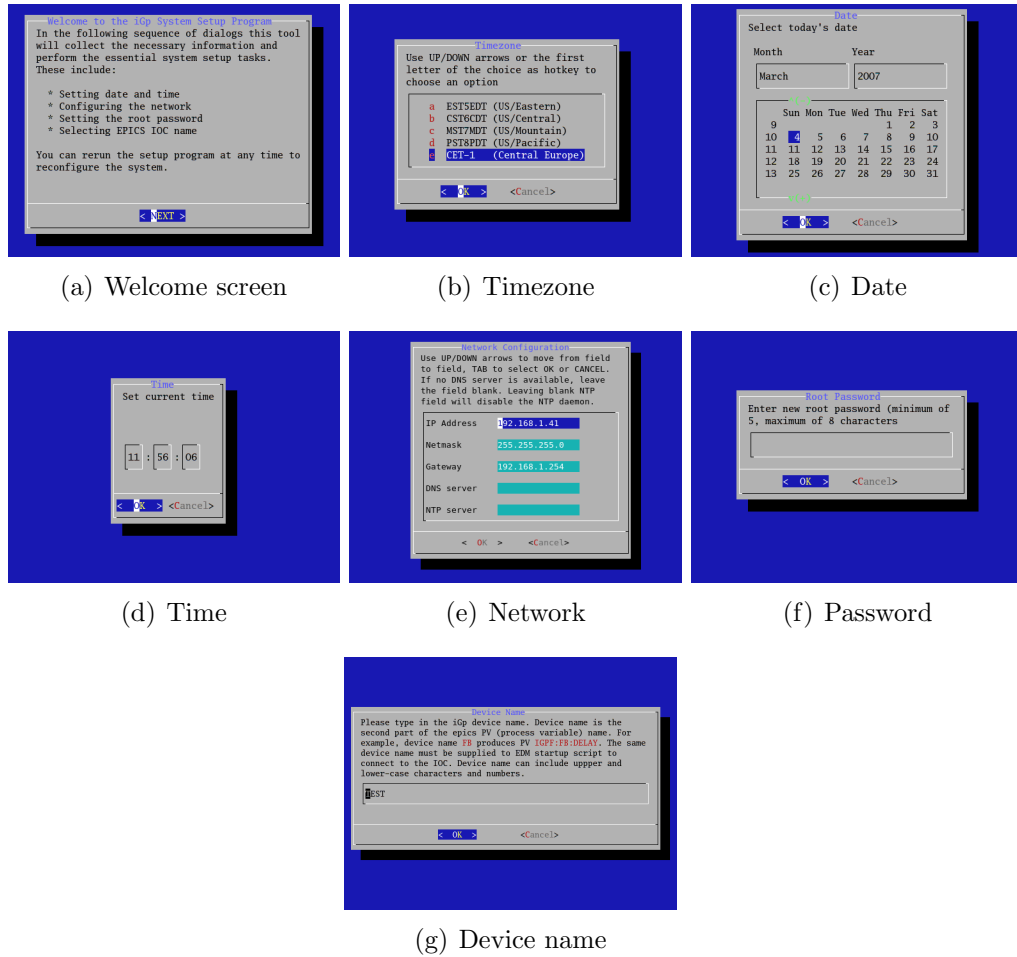 Welcome to the iGp System Setup Program
In the following sequence of dialogs this tool
will collect the necessary information and
perform the essential system setup tasks.
These include:
* Setting date and time
* Configuring the network
* Setting the root password
* Selecting EPICS IOC name
You can rerun the setup program at any time to
reconfigure the system.
< NEXT >
(a) Welcome screen
Timezone
Use UP/DOWN arrows or the first
letter of the choice as hotkey to
choose an option
a EST5EDT (US/Eastern)
b CST6CDT (US/Central)
c MST7MDT (US/Mountain)
d PST8PDT (US/Pacific)
e CET-1 (Central Europe)
< OK > <Cancel>
(b) Timezone
Date
Select today's date
Month Year
March 2007
Sun Mon Tue Wed Thu Fri Sat
9 1 2 3
10 4 5 6 7 8 9 10
11 11 12 13 14 15 16 17
12 18 19 20 21 22 23 24
13 25 26 27 28 29 30 31
< OK > <Cancel>
(c) Date
Time
Set current time
11 : 56 : 06
< OK > <Cancel>
(d) Time
Network Configuration
Use UP/DOWN arrows to move from field
to field, TAB to select OK or CANCEL.
If no DNS server is available, leave
the field blank. Leaving blank NTP
field will disable the NTP daemon.
IP Address 192.168.1.41
Netmask 255.255.255.0
Gateway 192.168.1.254
DNS server
NTP server
< OK > <Cancel>
(e) Network
Root Password
Enter new root password (minimum of
5, maximum of 8 characters
< OK > <Cancel>
(f) Password
Device Name
Please type in the iGp device name. Device name is the
second part of the epics PV (process variable) name. For
example, device name FB produces PV IGPF:FB:DELAY. The same
device name must be supplied to EDM startup script to
connect to the IOC. Device name can include uppper and
lower-case characters and numbers.
TEST
< OK > <Cancel>
(g) Device name